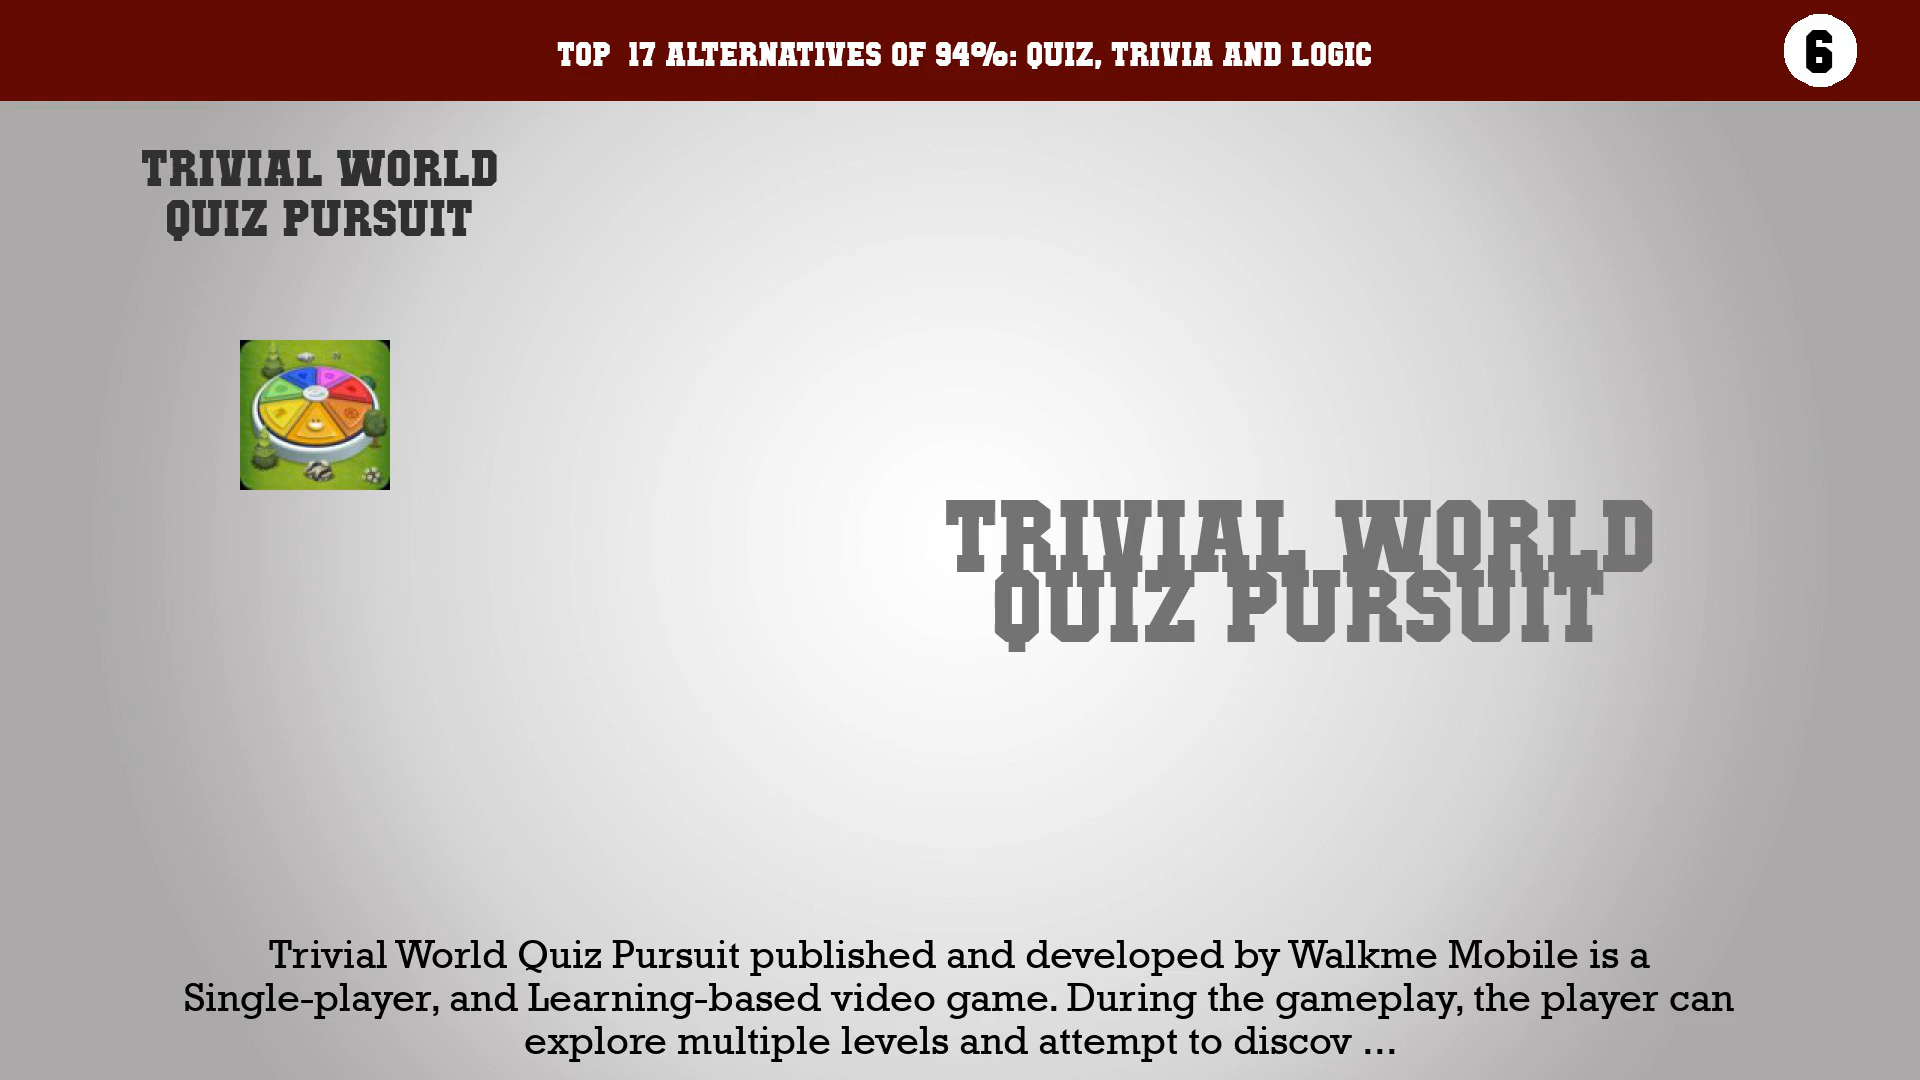 TOP 17 ALTERNATIVES OF 94%: QUIZ, TRIVIA AND LOGIC
6
TRIVIAL WORLD
QUIZ PURSUIT
TRIVIAL WORLD
QUIZ PURSUIT
Trivial World Quiz Pursuit published and developed by Walkme Mobile is a
Single-player, and Learning-based video game. During the gameplay, the player can
explore multiple levels and attempt to discov ...